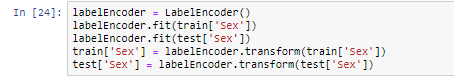 In [24]: labelEncoder = LabelEncoder()
labelEncoder.fit(train['Sex'])
labelEncoder.fit(test['Sex'])
train['Sex'] = labelEncoder.transform(train['Sex'])
test['Sex'] = labelEncoder.transform(test['Sex'])